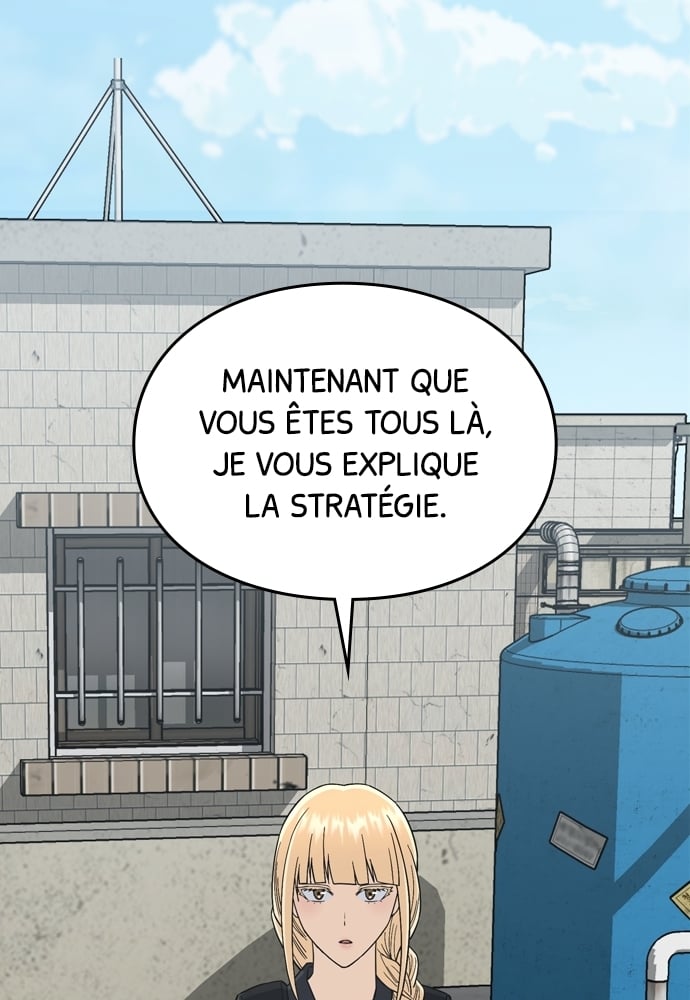 MAINTENANT QUE
VOUS ÊTES TOUS LÀ,
JE VOUS EXPLIQUE
LA STRATÉGIE.